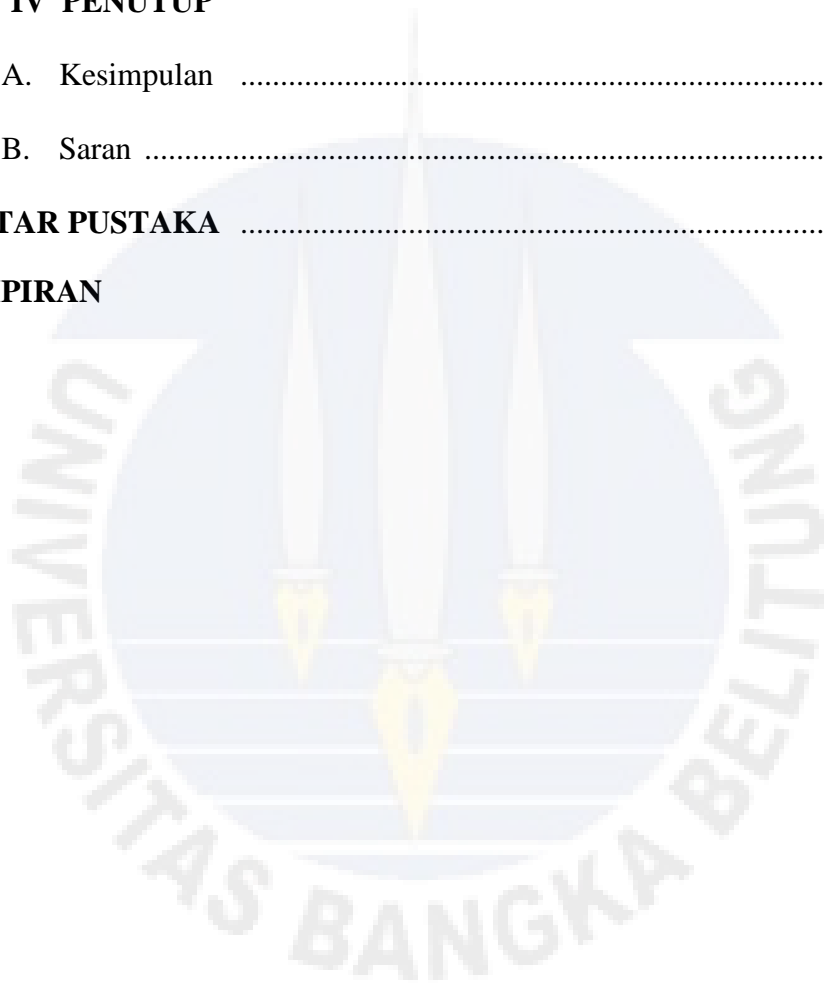 IV PENUTUP
A. Kesimpulan ........................................................................
B. Saran ....................................................................................
TAR PUSTAKA ........................................................................
PIRAN
UNIVERSITAS BANGKA BELITUNG